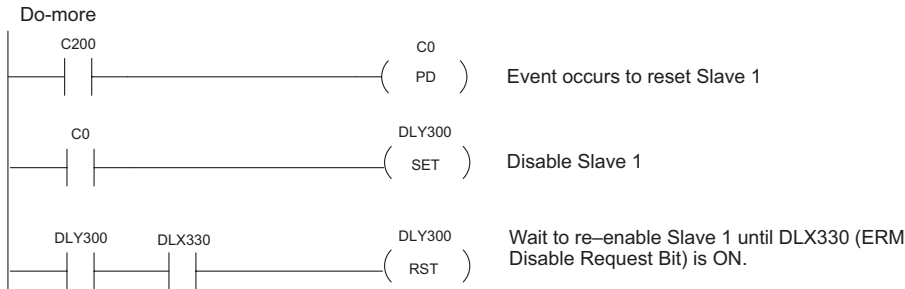 Do-more
C200
C0
PD
Event occurs to reset Slave 1
C0
DLY300
SET
Disable Slave 1
DLY300
DLX330
DLY300
RST
Wait to re–enable Slave 1 until DLX330 (ERM
Disable Request Bit) is ON.